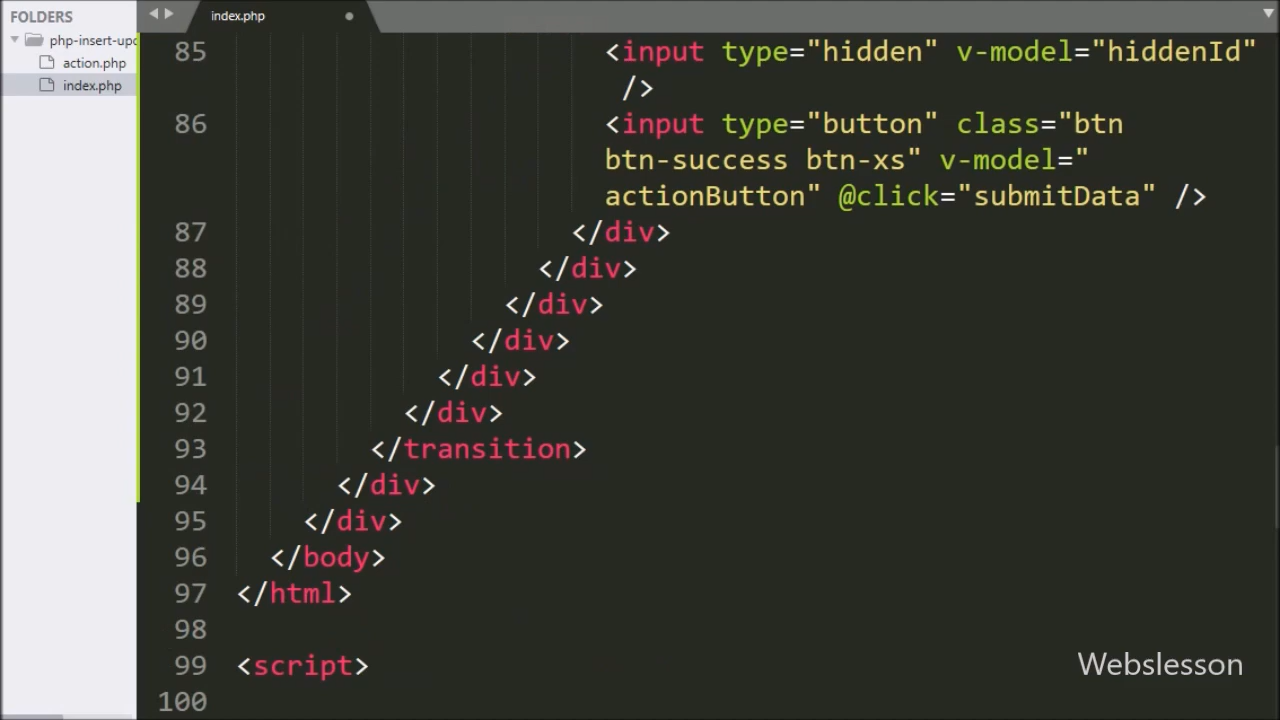 FOLDERS
php-insert-upd
action.php
index.php
index.php
85 <input type="hidden" v-model="hiddenId"
/>
86 <input type="button" class="btn
btn-success btn-xs" v-model="
actionButton" @click="submitData" />
87 </div>
88 </div>
89 </div>
90 </div>
91 </div>
92 </div>
93 </transition>
94 </div>
95 </div>
96 </body>
97 </html>
98
99 <script>
100
Webslesson